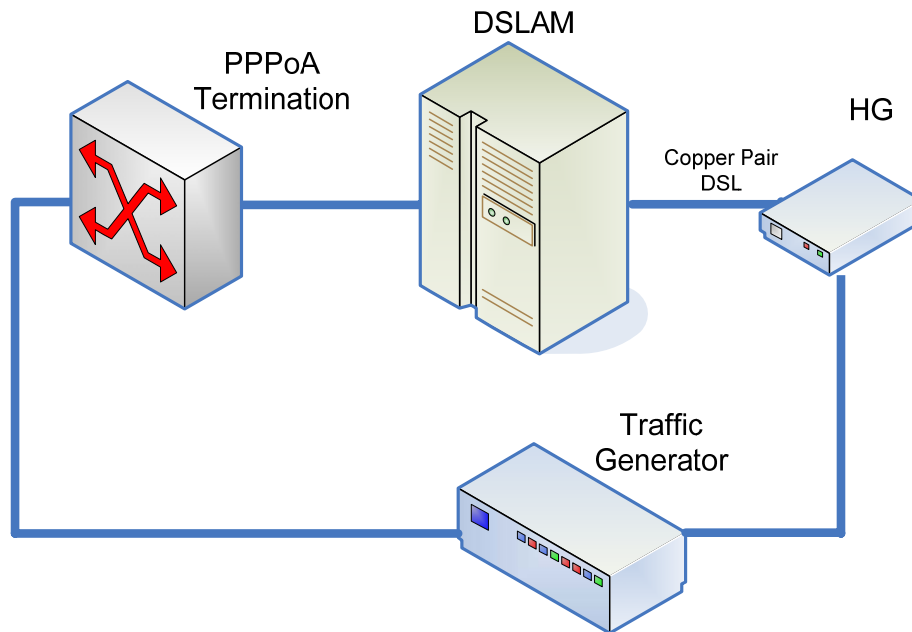 DSLAM
PPPoA
Termination
HG
Copper Pair
DSL
Traffic
Generator